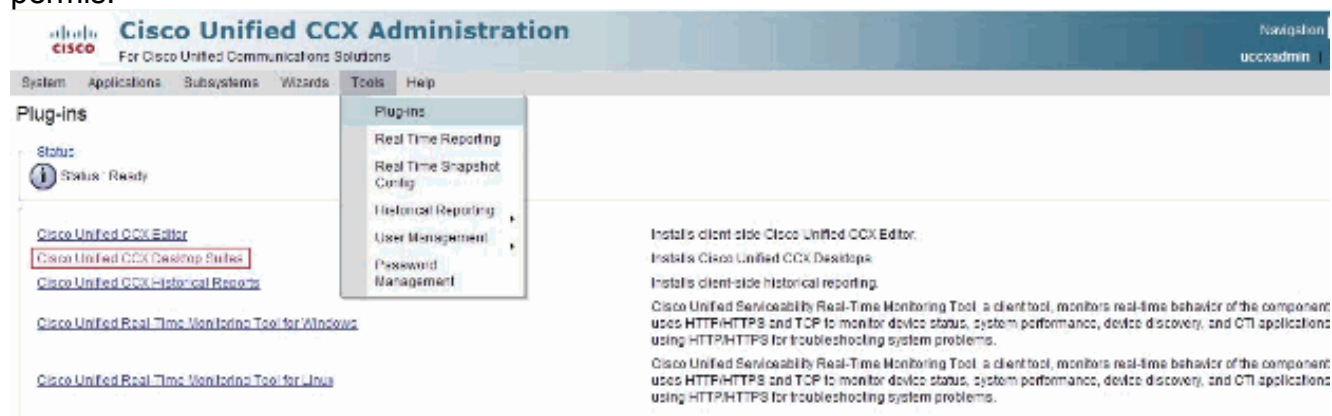 permis.
cisco
Cisco Unified CCX Administration
For Cisco Unified Communications Solutions
Navigation
uccxadmin |
System Applications Subsystems Wizards Tools Help
Plug-ins
Status
Status : Ready
Plug-ins
Real Time Reporting
Real Time Snapshot
Config
Historical Reporting
User Management
Password
Management
Cisco Unified CCX Editor
Installs client-side Cisco Unified CCX Editor.
Cisco Unified CCX Desktop Suites
Installs Cisco Unified CCX Desktops
Cisco Unified CCX Historical Reports
Installs client-side historical reporting.
Cisco Unified Real-Time Monitoring Tool for Windows
Cisco Unified Serviceability Real-Time Monitoring Tool, a client tool, monitors real-time behavior of the component
uses HTTP/HTTPS and TCP to monitor device status, system performance, device discovery, and CTI applications
using HTTP/HTTPS for troubleshooting system problems.
Cisco Unified Real-Time Monitoring Tool for Linux
Cisco Unified Serviceability Real-Time Monitoring Tool, a client tool, monitors real-time behavior of the component
uses HTTP/HTTPS and TCP to monitor device status, system performance, device discovery, and CTI applications
using HTTP/HTTPS for troubleshooting system problems.